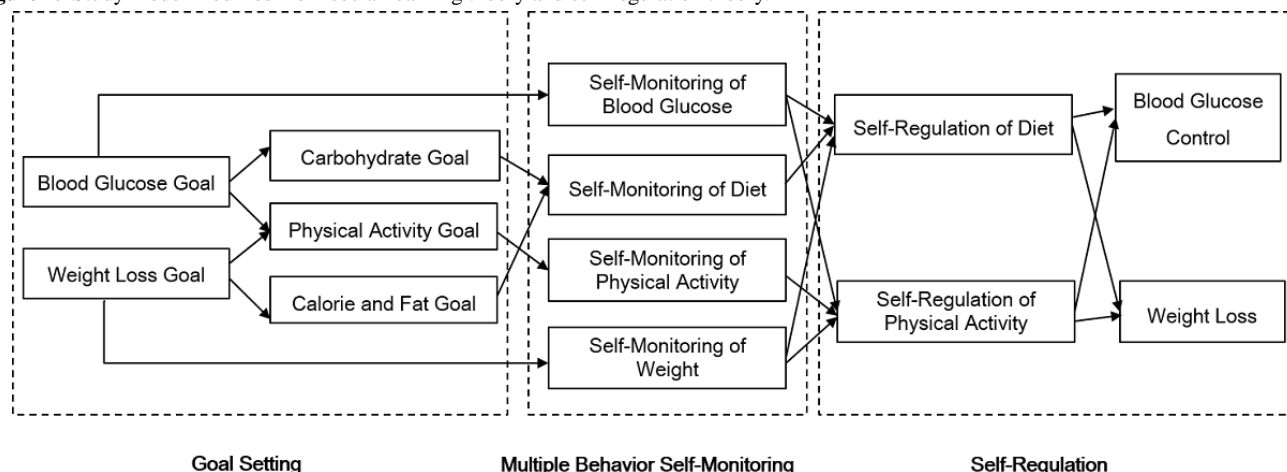 Self-Monitoring of
Blood Glucose
Blood Glucose
Control
Self-Regulation of Diet
Carbohydrate Goal
Blood Glucose Goal
Self-Monitoring of Diet
Physical Activity Goal
Weight Loss Goal
Self-Monitoring of
Physical Activity
Calorie and Fat Goal
Self-Regulation of
Physical Activity
Weight Loss
Self-Monitoring of
Weight
Goal Setting
Multiple Behavior Self-Monitoring
Self-Regulation